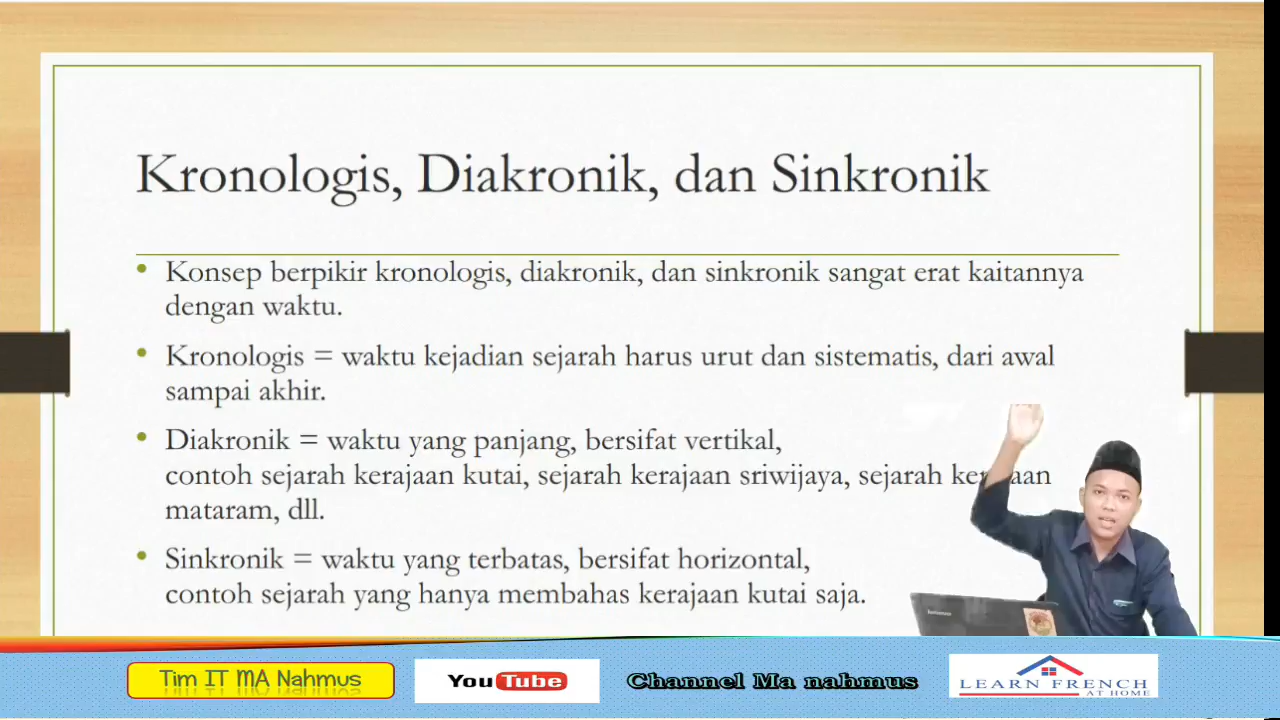 Kronologis, Diakronik, dan Sinkronik
• Konsep berpikir kronologis, diakronik, dan sinkronik sangat erat kaitannya
dengan waktu.
• Kronologis = waktu kejadian sejarah harus urut dan sistematis, dari awal
sampai akhir.
• Diakronik = waktu yang panjang, bersifat vertikal,
contoh sejarah kerajaan kutai, sejarah kerajaan sriwijaya, sejarah kerajaan
mataram, dll.
• Sinkronik = waktu yang terbatas, bersifat horizontal,
contoh sejarah yang hanya membahas kerajaan kutai saja.
Tim IT MA Nahmus
YouTube
Channel Ma nahmus
LEARN FRENCH
AT HOME